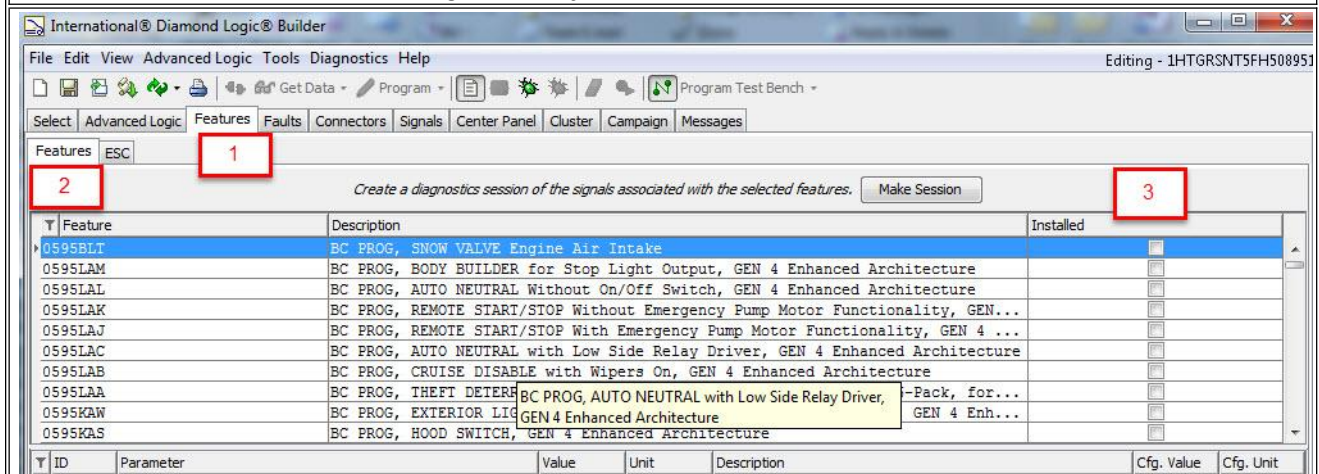 International® Diamond Logic® Builder
File Edit View Advanced Logic Tools Diagnostics Help Editing - 1HTGRSNT5FH508951
Get Data Program Program Test Bench
Select Advanced Logic Features Faults Connectors Signals Center Panel Cluster Campaign Messages
Features ESC 1
2 Create a diagnostics session of the signals associated with the selected features. Make Session 3
Feature Description Installed
0595BLT BC PROG, SNOW VALVE Engine Air Intake
0595LAM BC PROG, BODY BUILDER for Stop Light Output, GEN 4 Enhanced Architecture
0595LAL BC PROG, AUTO NEUTRAL Without On/Off Switch, GEN 4 Enhanced Architecture
0595LAK BC PROG, REMOTE START/STOP Without Emergency Pump Motor Functionality, GEN...
0595LAJ BC PROG, REMOTE START/STOP With Emergency Pump Motor Functionality, GEN 4 ...
0595LAC BC PROG, AUTO NEUTRAL with Low Side Relay Driver, GEN 4 Enhanced Architecture
0595LAB BC PROG, CRUISE DISABLE with Wipers On, GEN 4 Enhanced Architecture
0595LAA BC PROG, THEFT DETERR -Pack, for...
BC PROG, AUTO NEUTRAL with Low Side Relay Driver,
GEN 4 Enhanced Architecture
0595KAW BC PROG, EXTERIOR LIG GEN 4 Enh...
0595KAS BC PROG, HOOD SWITCH, GEN 4 Enhanced Architecture
ID Parameter Value Unit Description Cfg. Value Cfg. Unit